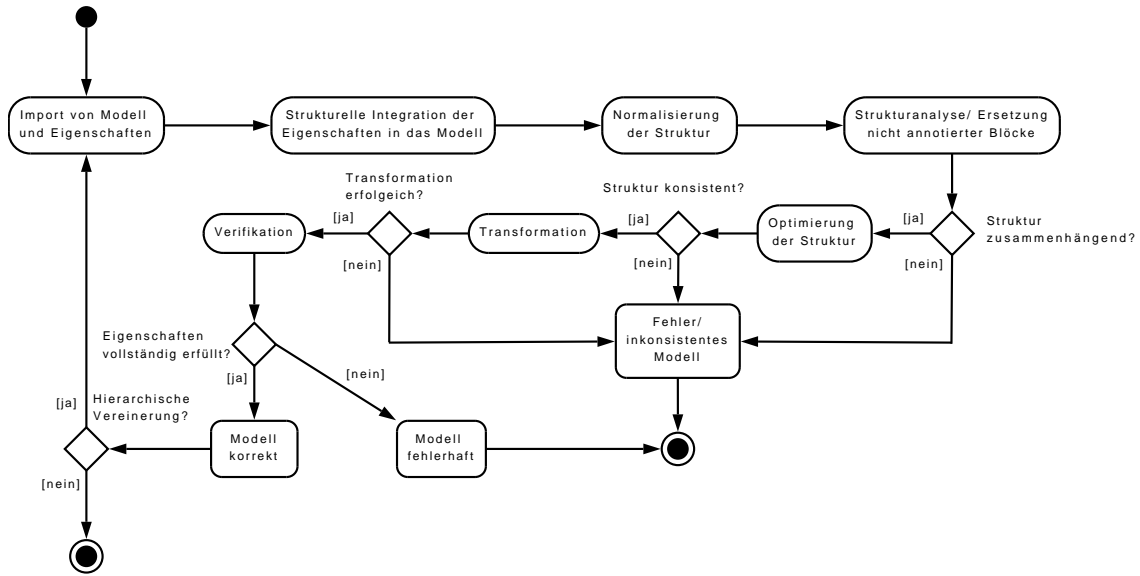 Import von Modell
und Eigenschaften
Strukturelle Integration der
Eigenschaften in das Modell
Normalisierung
der Struktur
Strukturanalyse/ Ersetzung
nicht annotierter Blöcke
Transformation
erfolgeich?
Struktur konsistent?
[ja]
[ja]
[ja]
Struktur
zusammenhängend?
Verifikation
Transformation
Optimierung
der Struktur
[nein]
[nein]
[nein]
Fehler/
inkonsistentes
Modell
Eigenschaften
vollständig erfüllt?
[ja]
[nein]
[ja]
Hierarchische
Vereinerung?
Modell
korrekt
Modell
fehlerhaft
[nein]